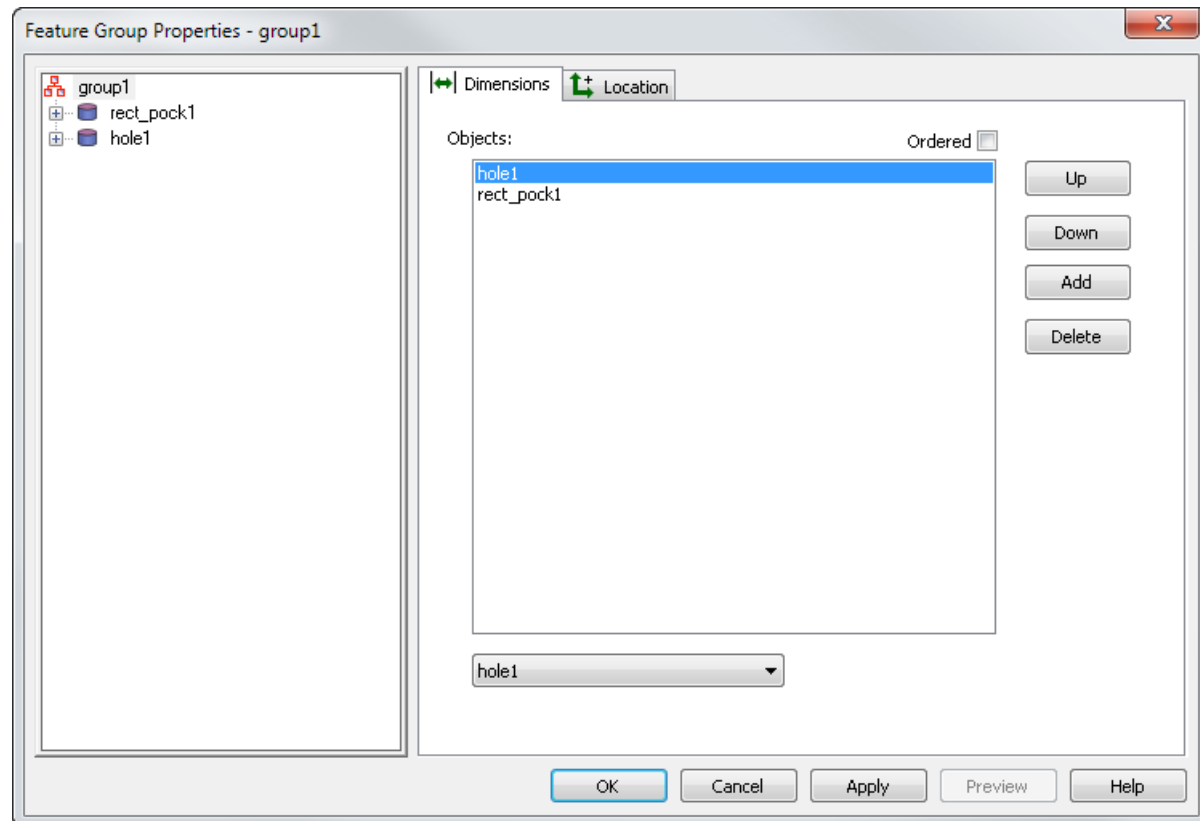 Feature Group Properties - group1
group1
rect_pock1
hole1
Dimensions
Location
Objects:
Ordered
hole1
rect_pock1
Up
Down
Add
Delete
hole1
OK
Cancel
Apply
Preview
Help